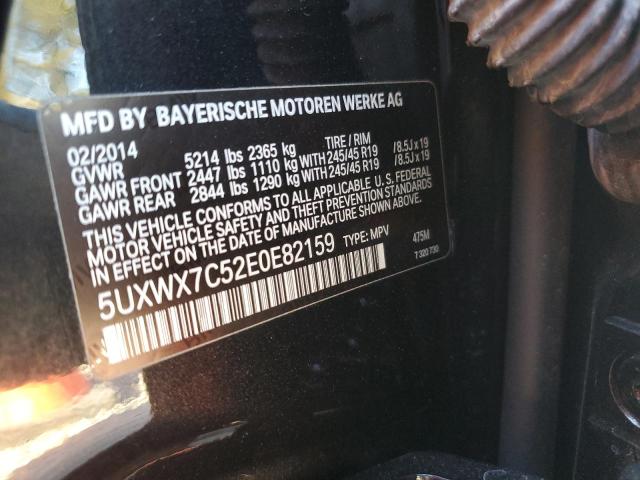 MFD BY BAYERISCHE MOTOREN WERKE AG
02/2014 TIRE / RIM
GVWR 5214 lbs 2365 kg
GAWR FRONT 2447 lbs 1110 kg WITH 245/45 R19 /8.5J x 19
GAWR REAR 2844 lbs 1290 kg WITH 245/45 R19 /8.5J x 19
THIS VEHICLE CONFORMS TO ALL APPLICABLE U.S. FEDERAL
MOTOR VEHICLE SAFETY AND THEFT PREVENTION STANDARDS
IN EFFECT ON THE DATE OF MANUFACTURE SHOWN ABOVE.
5UXWX7C52E0E82159 TYPE: MPV 475M
7 320 730